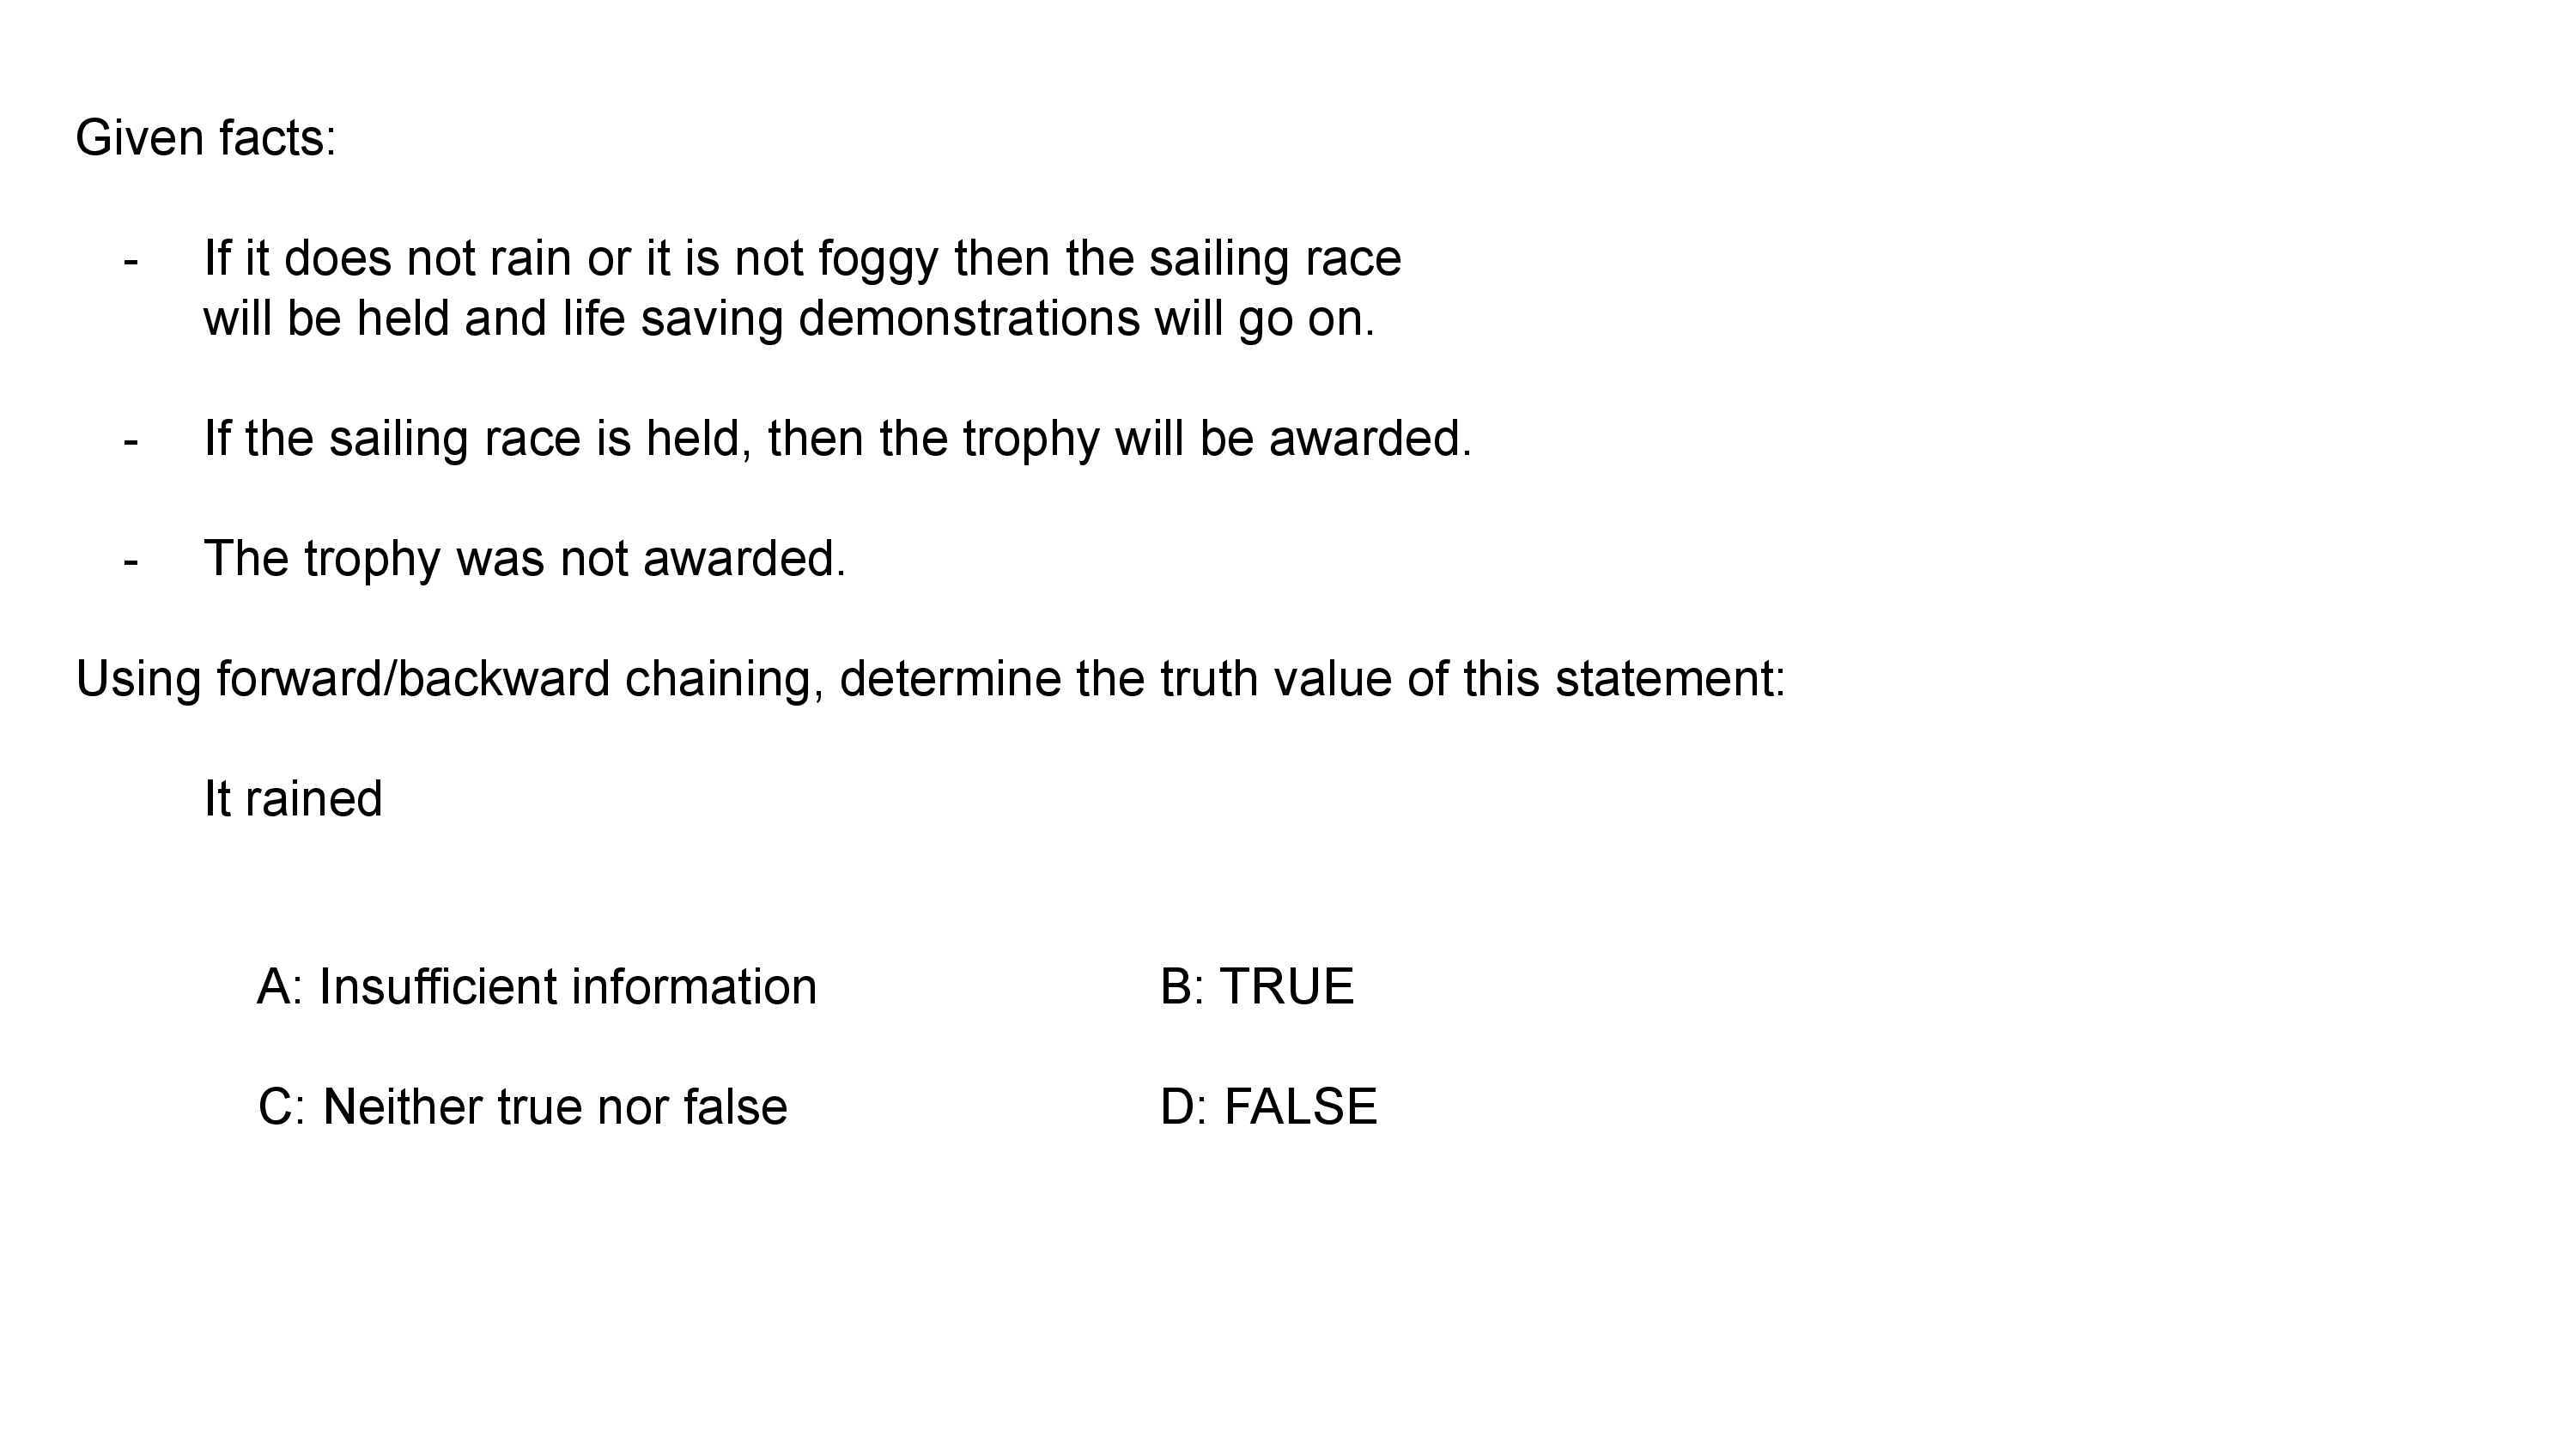 Given facts:
- If it does not rain or it is not foggy then the sailing race
will be held and life saving demonstrations will go on.
- If the sailing race is held, then the trophy will be awarded.
- The trophy was not awarded.
Using forward/backward chaining, determine the truth value of this statement:
It rained
A: Insufficient information B: TRUE
C: Neither true nor false D: FALSE